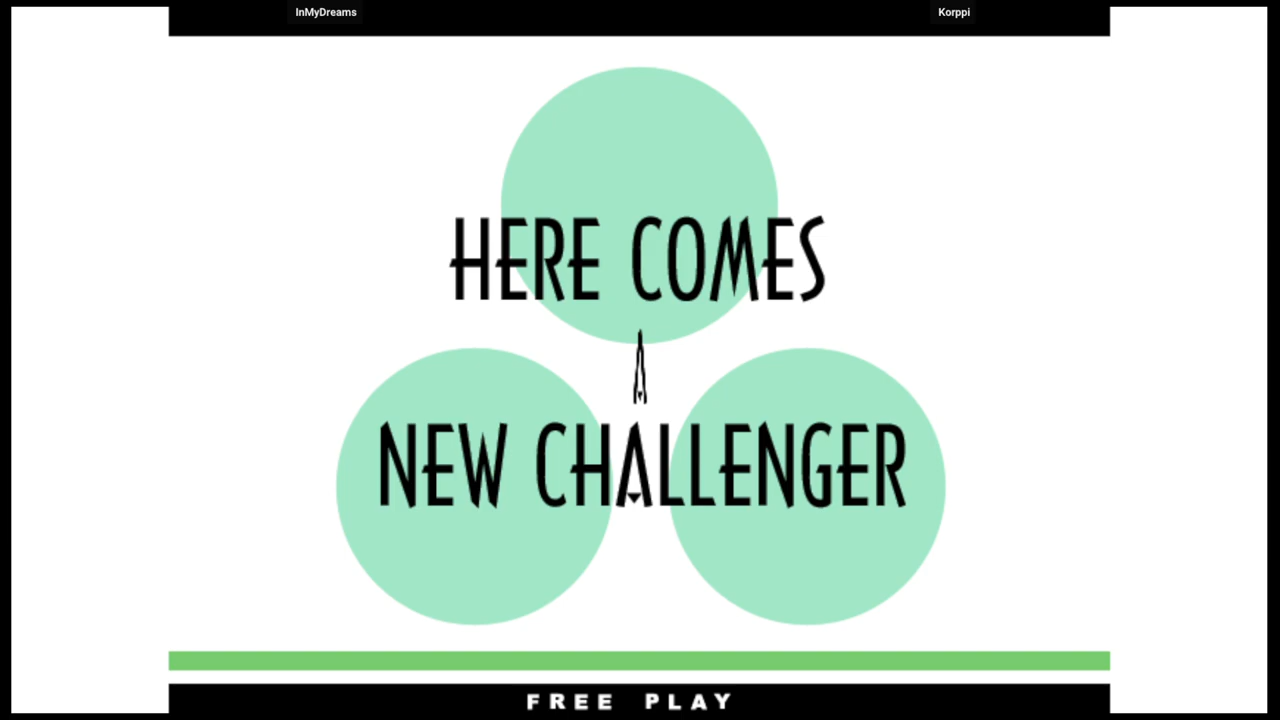 InMyDreams Korppi
HERE COMES
A
NEW CHALLENGER
FREE PLAY